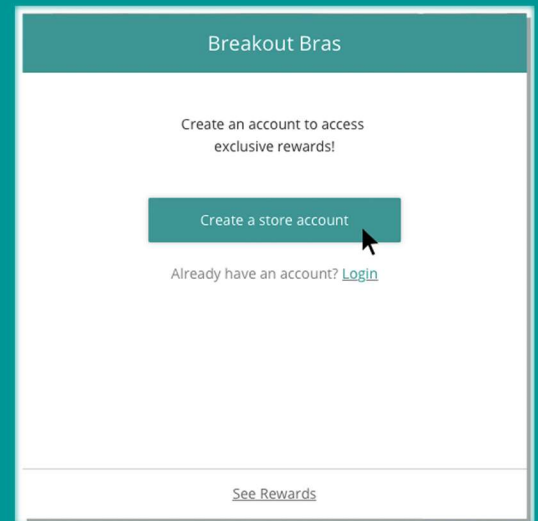 Breakout Bras
Create an account to access
exclusive rewards!
Create a store account
Already have an account? Login
See Rewards